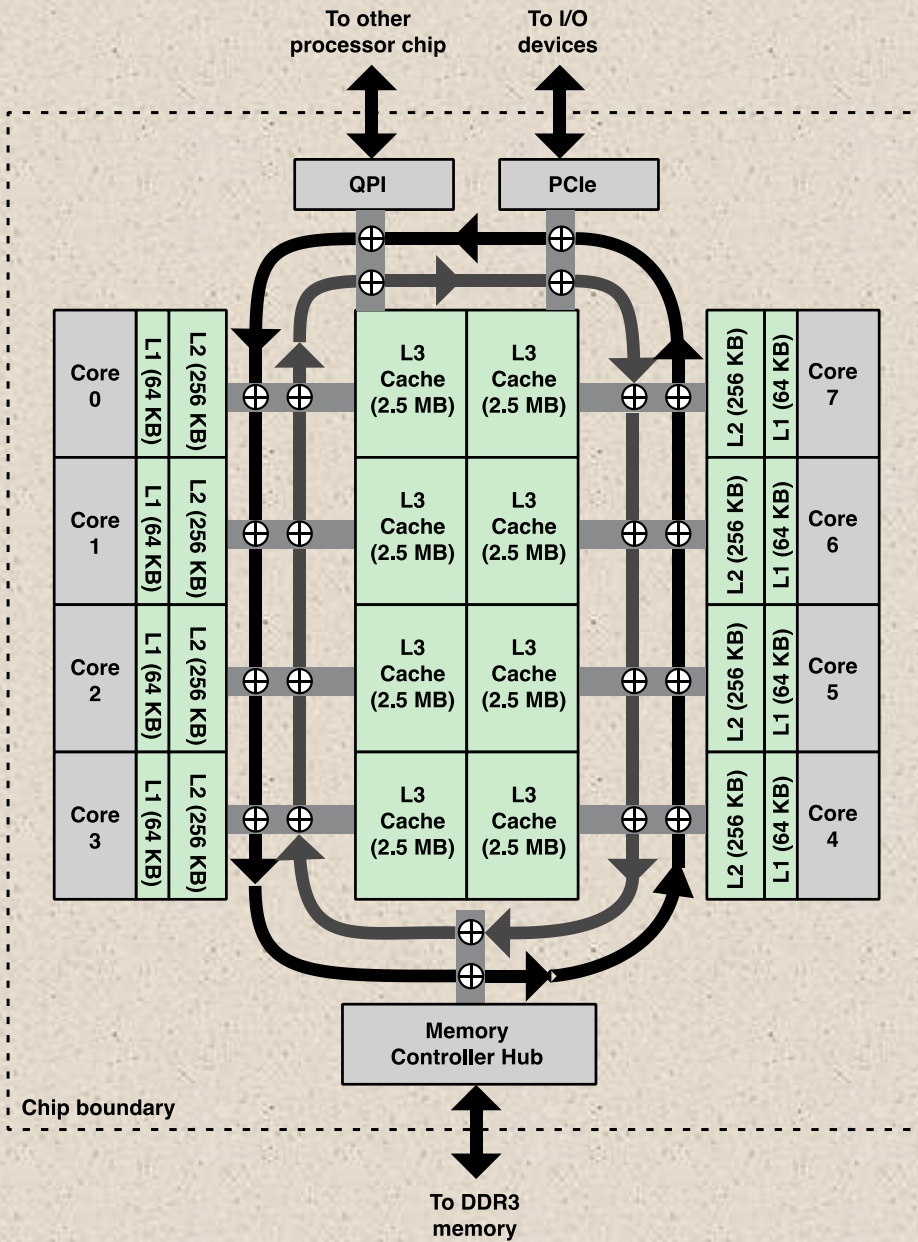 To other
processor chip
To I/O
devices
QPI
PCIe
Core
0
L1 (64 KB)
L2 (256 KB)
L3
Cache
(2.5 MB)
L3
Cache
(2.5 MB)
L2 (256 KB)
L1 (64 KB)
Core
7
Core
1
L1 (64 KB)
L2 (256 KB)
L3
Cache
(2.5 MB)
L3
Cache
(2.5 MB)
L2 (256 KB)
L1 (64 KB)
Core
6
Core
2
L1 (64 KB)
L2 (256 KB)
L3
Cache
(2.5 MB)
L3
Cache
(2.5 MB)
L2 (256 KB)
L1 (64 KB)
Core
5
Core
3
L1 (64 KB)
L2 (256 KB)
L3
Cache
(2.5 MB)
L3
Cache
(2.5 MB)
L2 (256 KB)
L1 (64 KB)
Core
4
Memory
Controller Hub
Chip boundary
To DDR3
memory